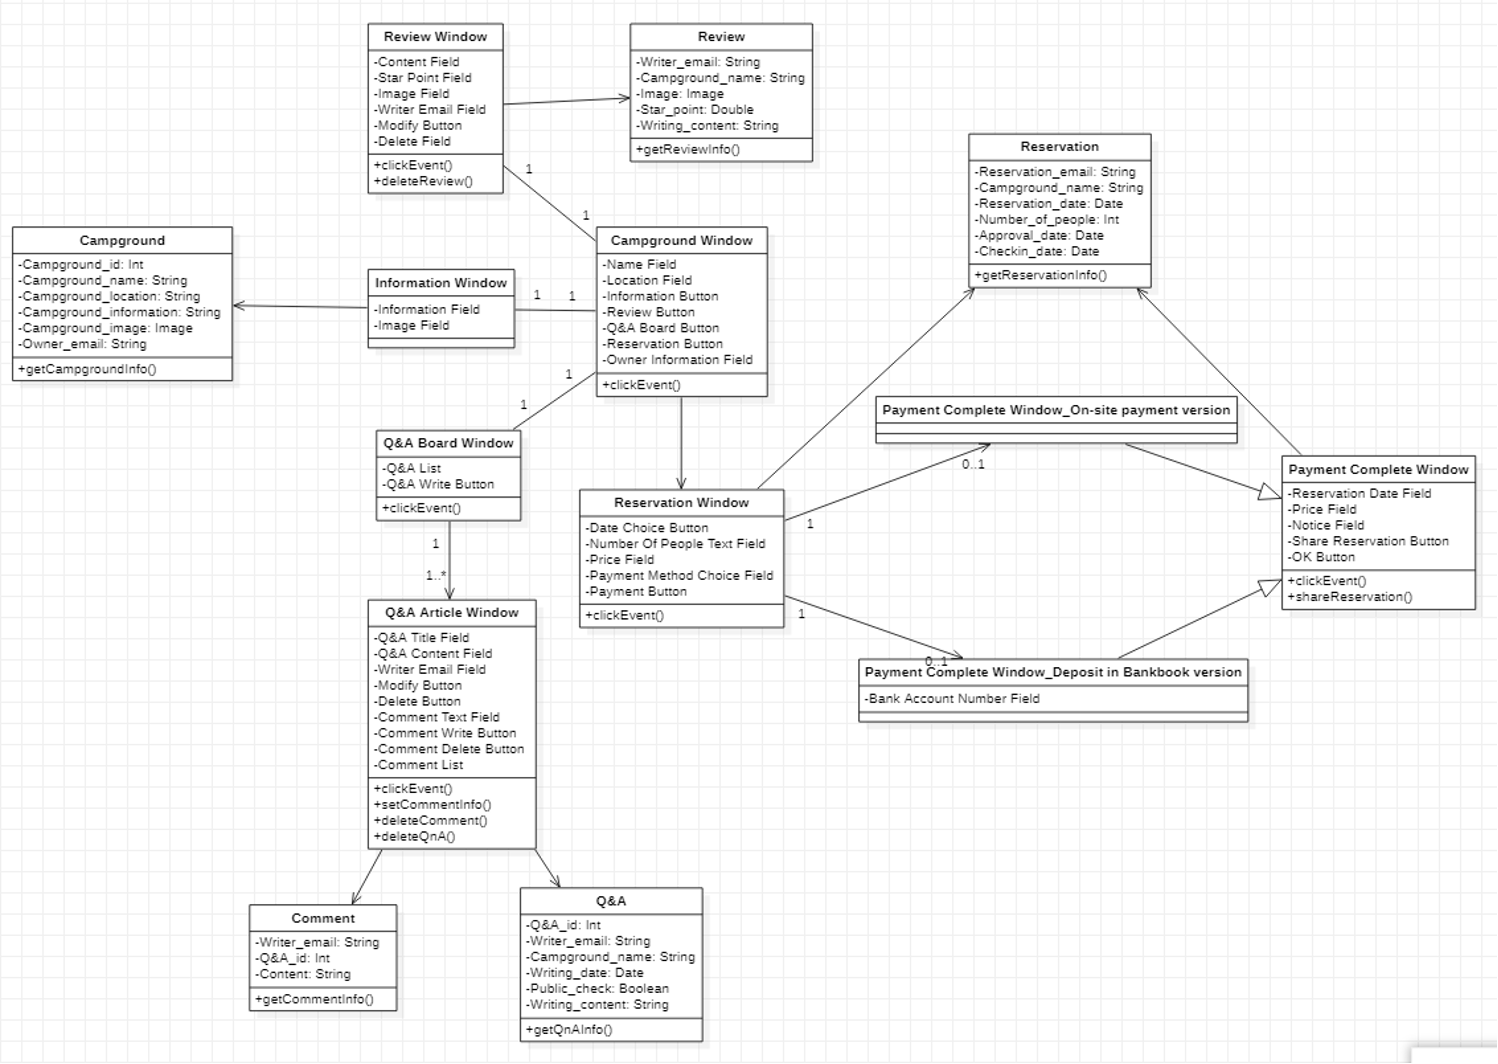 Review Window
-Content Field
-Star Point Field
-Image Field
-Writer Email Field
-Modify Button
-Delete Field
+clickEvent()
+deleteReview()
Review
-Writer_email: String
-Campground_name: String
-Image: Image
-Star_point: Double
-Writing_content: String
+getReviewInfo()
Reservation
-Reservation_email: String
-Campground_name: String
-Reservation_date: Date
-Number_of_people: Int
-Approval_date: Date
-Checkin_date: Date
+getReservationInfo()
1
1
Campground
-Campground_id: Int
-Campground_name: String
-Campground_location: String
-Campground_information: String
-Campground_image: Image
-Owner_email: String
+getCampgroundInfo()
Information Window
-Information Field
-Image Field
1
1
Campground Window
-Name Field
-Location Field
-Information Button
-Review Button
-Q&A Board Button
-Reservation Button
-Owner Information Field
+clickEvent()
1
1
Q&A Board Window
-Q&A List
-Q&A Write Button
+clickEvent()
Payment Complete Window_On-site payment version
0..1
1
Payment Complete Window
-Reservation Date Field
-Price Field
-Notice Field
-Share Reservation Button
-OK Button
+clickEvent()
+shareReservation()
Reservation Window
-Date Choice Button
-Number Of People Text Field
-Price Field
-Payment Method Choice Field
-Payment Button
+clickEvent()
1
0..1
Payment Complete Window_Deposit in Bankbook version
-Bank Account Number Field
1
1..*
Q&A Article Window
-Q&A Title Field
-Q&A Content Field
-Writer Email Field
-Modify Button
-Delete Button
-Comment Text Field
-Comment Write Button
-Comment Delete Button
-Comment List
+clickEvent()
+setCommentInfo()
+deleteComment()
+deleteQnA()
Comment
-Writer_email: String
-Q&A_id: Int
-Content: String
+getCommentInfo()
Q&A
-Q&A_id: Int
-Writer_email: String
-Campground_name: String
-Writing_date: Date
-Public_check: Boolean
-Writing_content: String
+getQnAInfo()